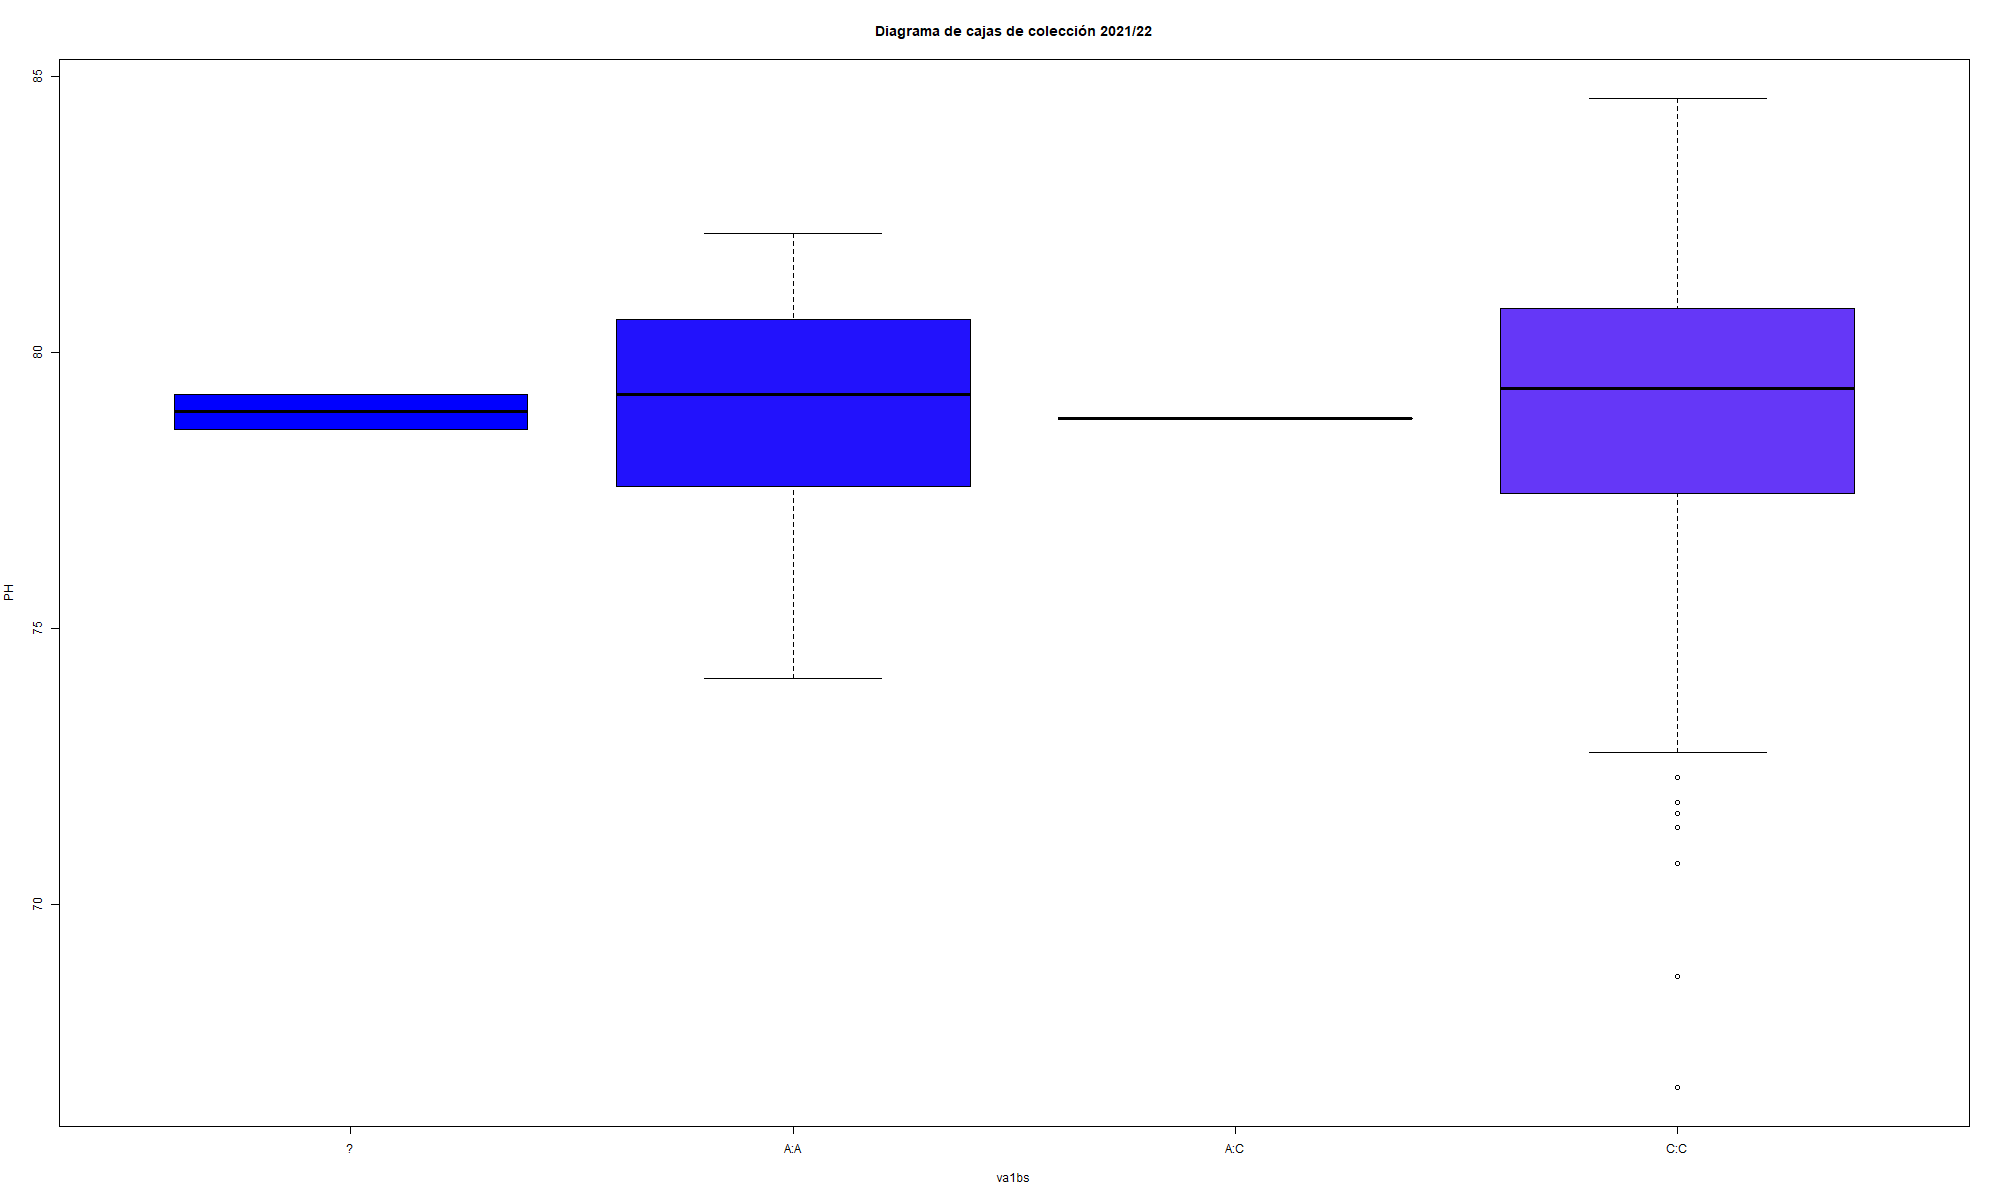 Diagrama de cajas de colección 2021/22
85
80
75
70
PH
?
A:A
A:C
C:C
va1bs